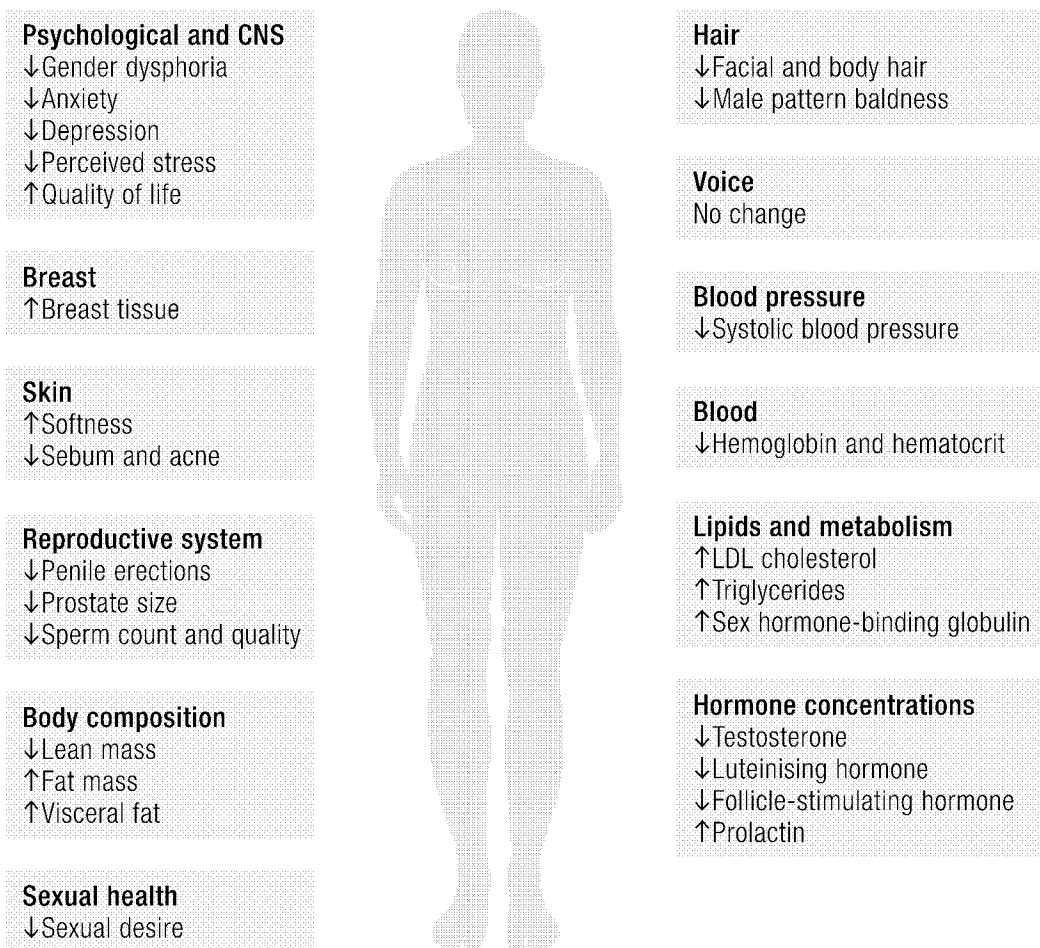 Psychological and CNS
↓Gender dysphoria
↓Anxiety
↓Depression
↓Perceived stress
↑Quality of life
Breast
↑Breast tissue
Skin
↑Softness
↓Sebum and acne
Reproductive system
↓Penile erections
↓Prostate size
↓Sperm count and quality
Body composition
↓Lean mass
↑Fat mass
↑Visceral fat
Sexual health
↓Sexual desire
Hair
↓Facial and body hair
↓Male pattern baldness
Voice
No change
Blood pressure
↓Systolic blood pressure
Blood
↓Hemoglobin and hematocrit
Lipids and metabolism
↑LDL cholesterol
↑Triglycerides
↑Sex hormone-binding globulin
Hormone concentrations
↓Testosterone
↓Luteinising hormone
↓Follicle-stimulating hormone
↑Prolactin